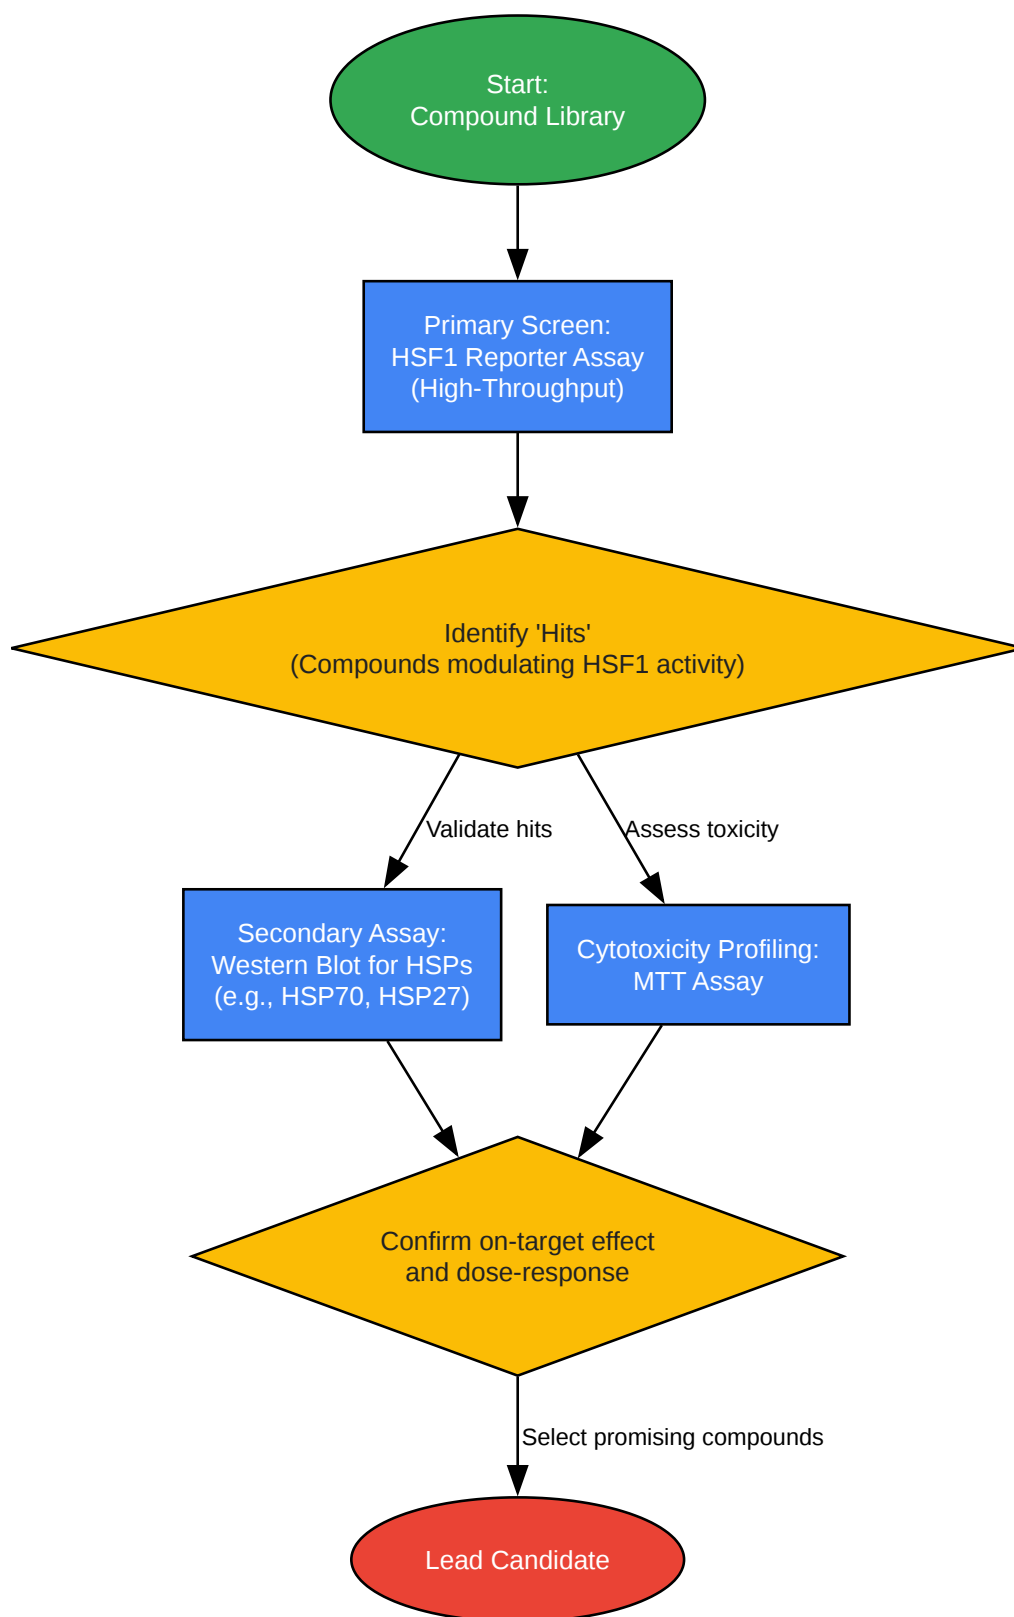 Start:
Compound Library
Primary Screen:
HSF1 Reporter Assay
(High-Throughput)
Identify 'Hits'
(Compounds modulating HSF1 activity)
Validate hits
Assess toxicity
Secondary Assay:
Western Blot for HSPs
(e.g., HSP70, HSP27)
Cytotoxicity Profiling:
MTT Assay
Confirm on-target effect
and dose-response
Select promising compounds
Lead Candidate